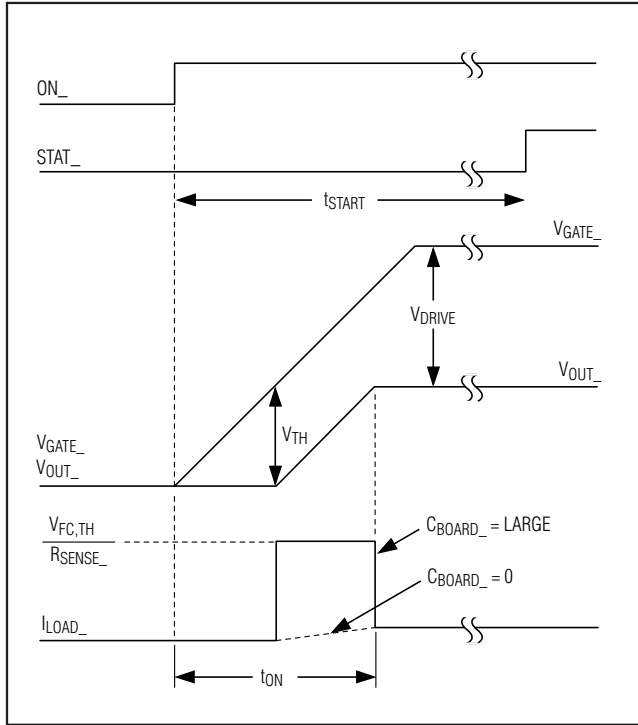 ON_
STAT_
tSTART
VGATE_
VDRIVE
VOUT_
VTH
VGATE_
VOUT_
VFC,TH
RSENSE_
CBOARD_ = LARGE
CBOARD_ = 0
ILOAD_
tON